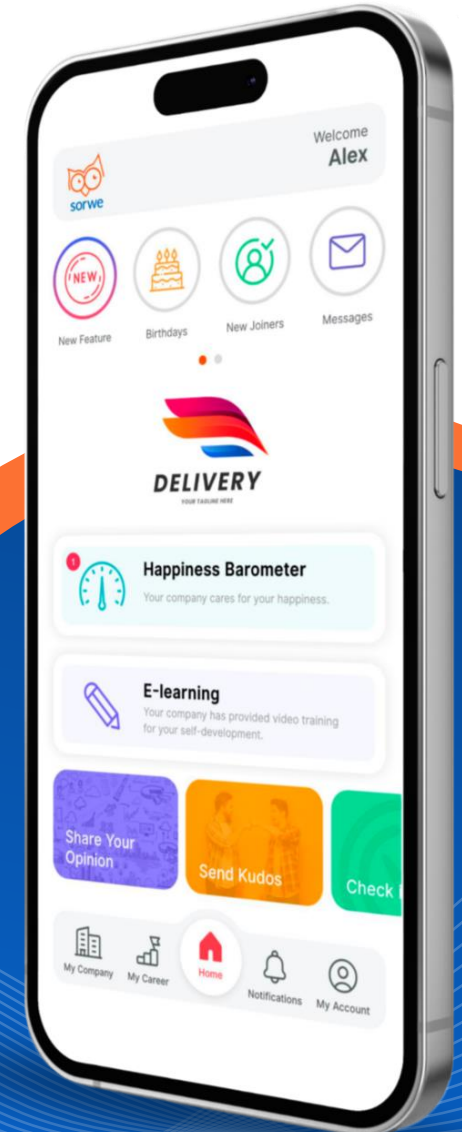 Welcome
Alex
sorwe
NEW
New Feature
Birthdays
New Joiners
Messages
DELIVERY
YOUR TAGLINE HERE
1
Happiness Barometer
Your company cares for your happiness.
E-learning
Your company has provided video training
for your self-development.
Share Your
Opinion
Send Kudos
Check
My Company
My Career
Home
Notifications
My Account